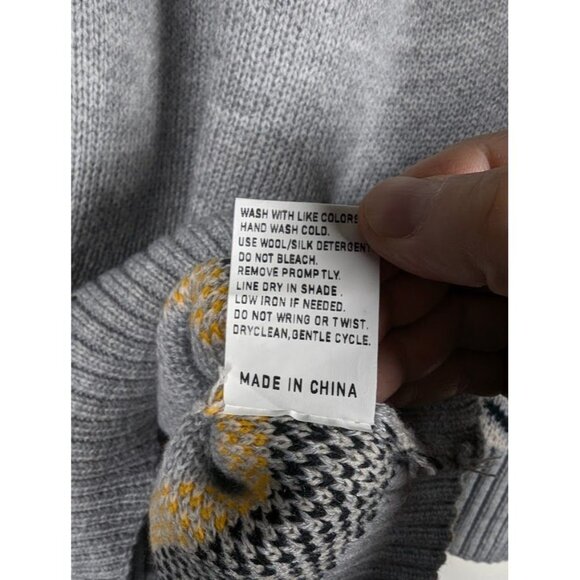 WASH WITH LIKE COLORS
HAND WASH COLD.
USE WOOL/SILK DETERGENT
DO NOT BLEACH.
REMOVE PROMPTLY.
LINE DRY IN SHADE .
LOW IRON IF NEEDED.
DO NOT WRING OR TWIST.
DRYCLEAN,GENTLE CYCLE.
MADE IN CHINA